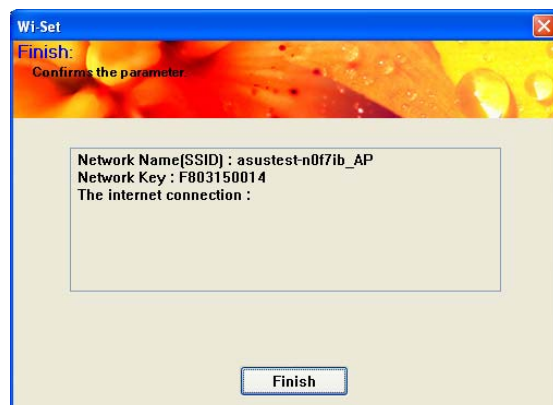 Wi-Set
Finish:
Confirms the parameter.
Network Name(SSID) : asustest-n0f7ib_AP
Network Key : F803150014
The internet connection :
Finish